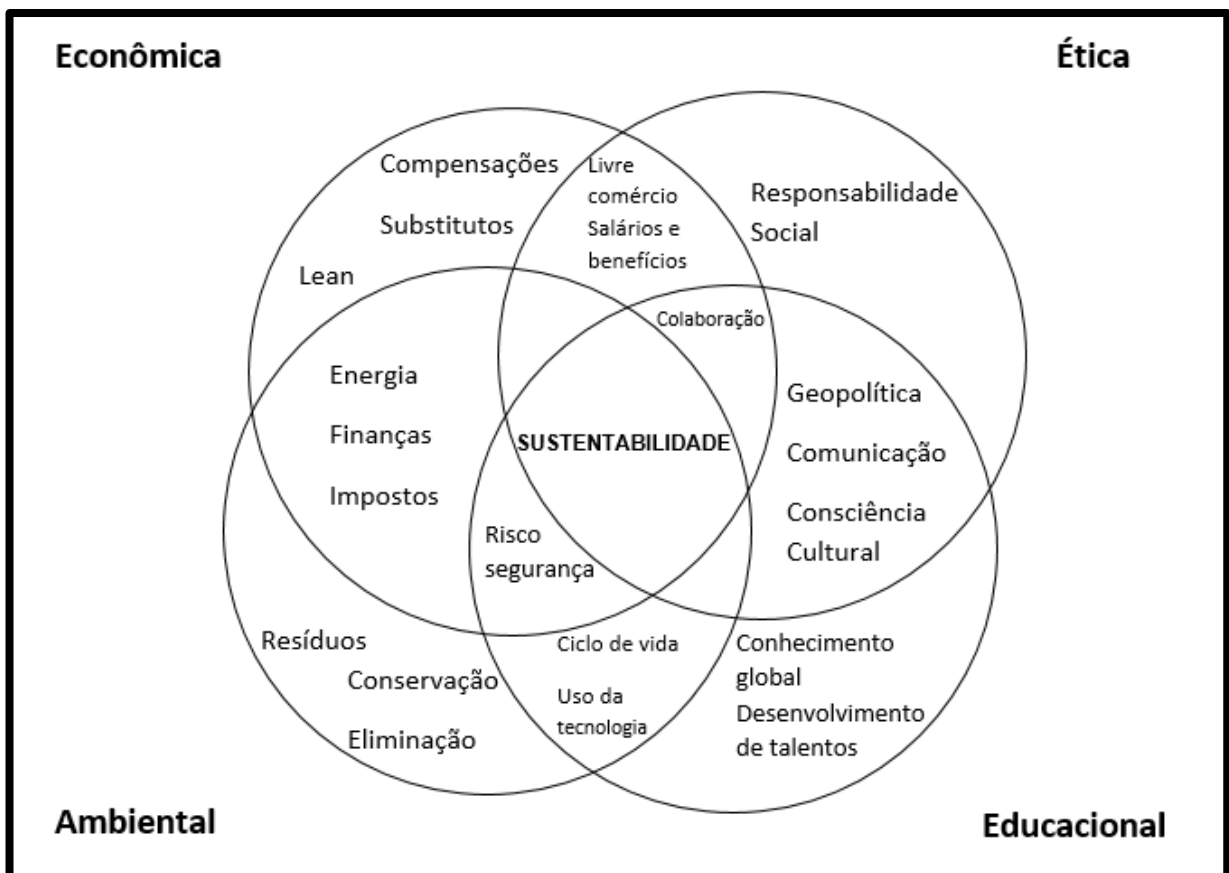 Econômica
Ética
Compensações
Substitutos
Lean
Livre
comércio
Salários e
benefícios
Responsabilidade
Social
Colaboração
Energia
Finanças
Impostos
SUSTENTABILIDADE
Geopolítica
Comunicação
Consciência
Cultural
Risco
segurança
Resíduos
Conservação
Eliminação
Ciclo de vida
Uso da
tecnologia
Conhecimento
global
Desenvolvimento
de talentos
Ambiental
Educacional